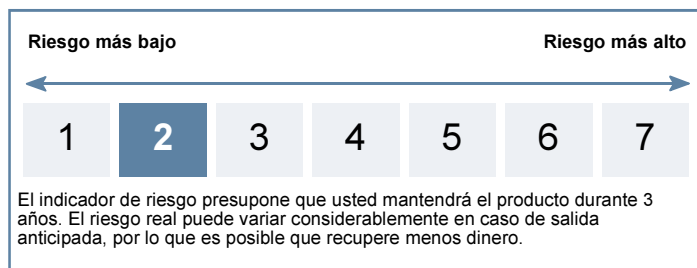 Riesgo más bajo Riesgo más alto
1 2 3 4 5 6 7
El indicador de riesgo presupone que usted mantendrá el producto durante 3
años. El riesgo real puede variar considerablemente en caso de salida
anticipada, por lo que es posible que recupere menos dinero.